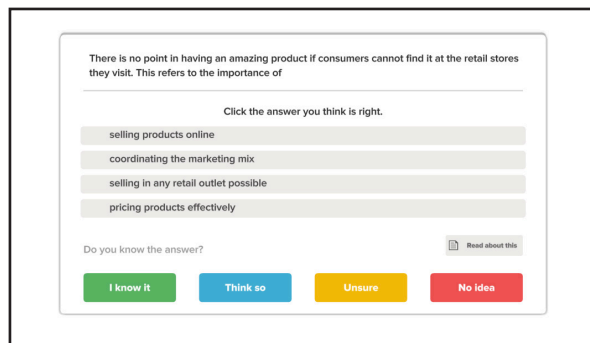 There is no point in having an amazing product if consumers cannot find it at the retail stores
they visit. This refers to the importance of
Click the answer you think is right.
selling products online
coordinating the marketing mix
selling in any retail outlet possible
pricing products effectively
Do you know the answer?
Read about this
I know it
Think so
Unsure
No idea